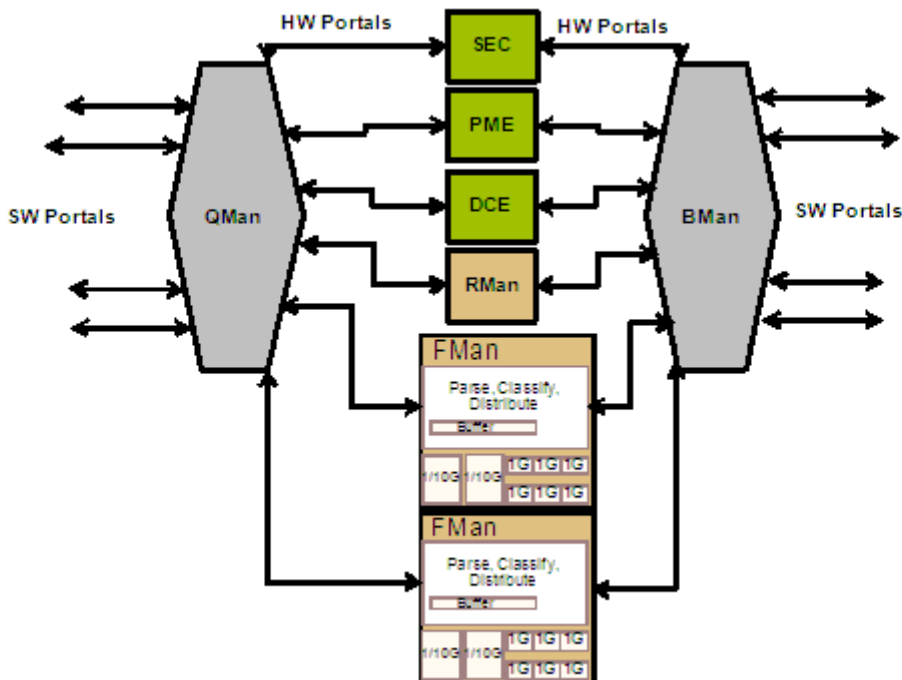 HW Portals
SEC
HW Portals
PME
SW Portals
QMan
DCE
BMan
SW Portals
RMan
FMan
Parse, Classify,
Distribute
Buffer
1/10G
1/10G
1G 1G 1G
1G 1G 1G
FMan
Parse, Classify,
Distribute
Buffer
1/10G
1/10G
1G 1G 1G
1G 1G 1G